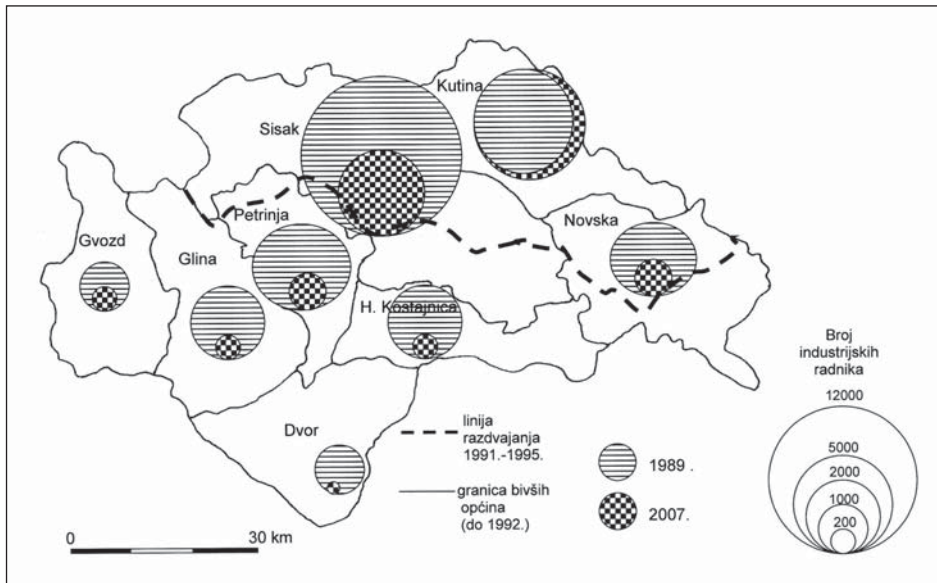 Kutina
Sisak
Petrinja
Novska
Gvozd
Glina
H. Kostajnica
Dvor
linija
razdvajanja
1991.-1995.
granica bivših
općina
(do 1992.)
1989 .
2007.
Broj
industrijskih
radnika
12000
5000
2000
1000
200
0 30 km